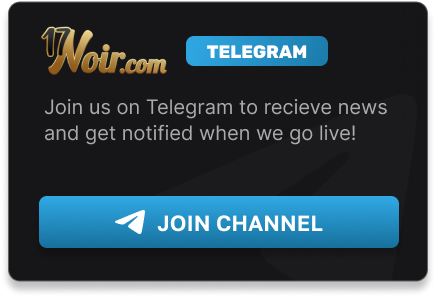 17Noir.com
TELEGRAM
Join us on Telegram to recieve news
and get notified when we go live!
JOIN CHANNEL